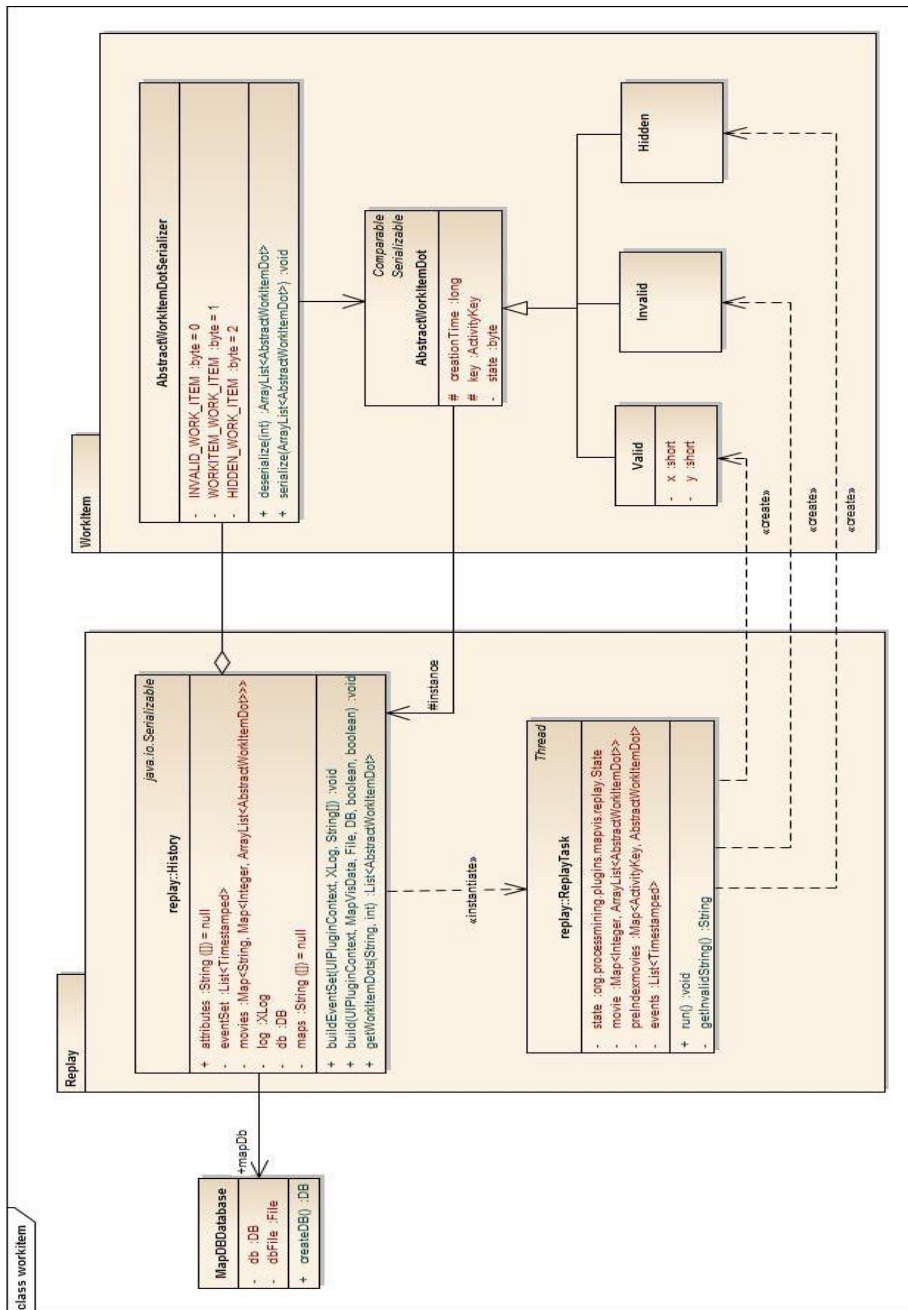 class workitem
MapDBDatabase
- db :DB
- dbFile :File
+ createDB() :DB
+mapDb
Replay
java.io.Serializable
replay::History
+ attributes :String ([]) = null
- eventSet :List<Timestamped>
- movies :Map<String, Map<Integer, ArrayList<AbstractWorkItemDot>>>
- log :XLog
- db :DB
- maps :String ([]) = null
+ buildEventSet(UIPluginContext, XLog, String[]) :void
+ build(UIPluginContext, MapVisData, File, DB, boolean, boolean) :void
+ getWorkItemDots(String, int) :List<AbstractWorkItemDot>
#instance
«instantiate»
Thread
replay::ReplayTask
- state :org.processmining.plugins.mapvis.replay.State
- movie :Map<Integer, ArrayList<AbstractWorkItemDot>>
- preIndexmovies :Map<ActivityKey, AbstractWorkItemDot>
- events :List<Timestamped>
+ run() :void
- getInvalidString() :String
WorkItem
AbstractWorkItemDotSerializer
- INVALID_WORK_ITEM :byte = 0
- WORKITEM_WORK_ITEM :byte = 1
- HIDDEN_WORK_ITEM :byte = 2
+ deserialize(int) :ArrayList<AbstractWorkItemDot>
+ serialize(ArrayList<AbstractWorkItemDot>) :void
Comparable
Serializable
AbstractWorkItemDot
# creationTime :long
# key :ActivityKey
- state :byte
Valid
- x :short
- y :short
Invalid
Hidden
«create»
«create»
«create»